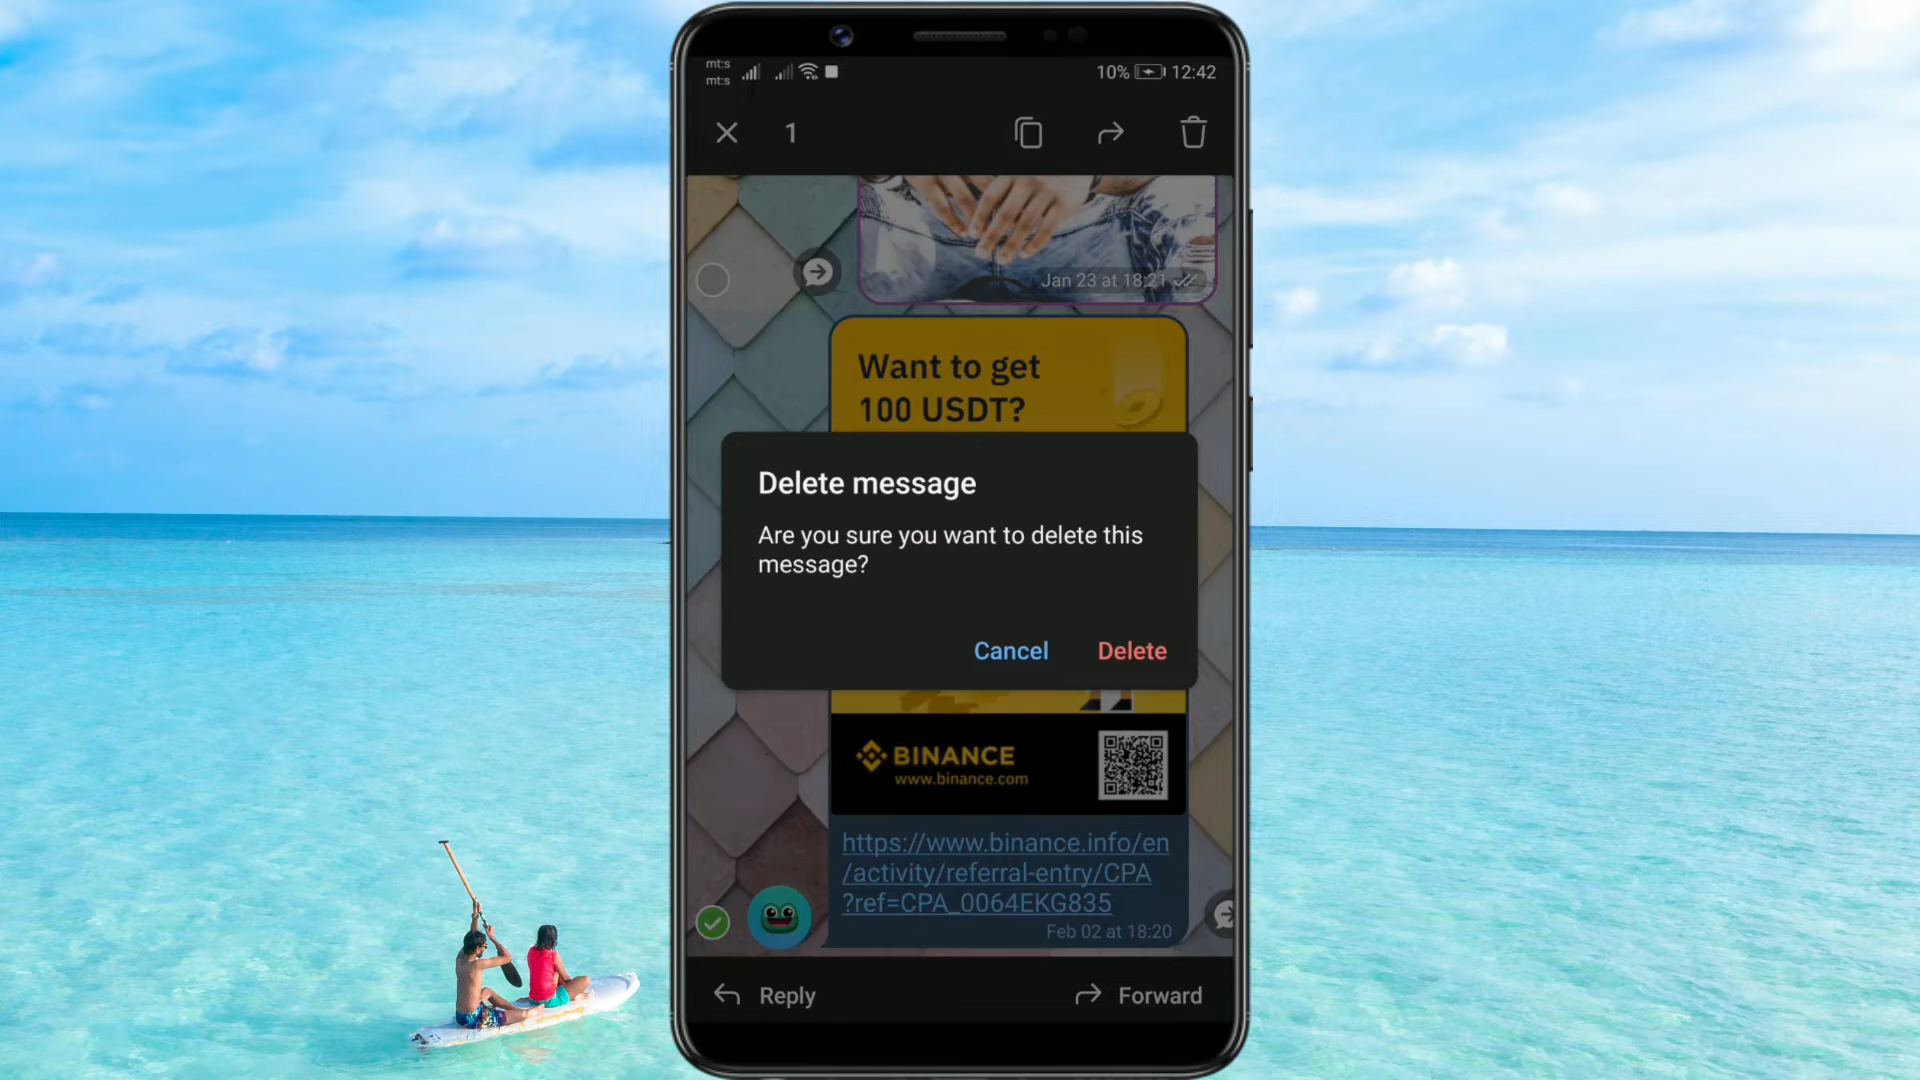 mt:s
mt:s
10%
12:42
1
Jan 23 at 18:21
Want to get
100 USDT?
Delete message
Are you sure you want to delete this
message?
Cancel
Delete
BINANCE
www.binance.com
https://www.binance.info/en
/activity/referral-entry/CPA
?ref=CPA_0064EKG835
Feb 02 at 18:20
Reply
Forward